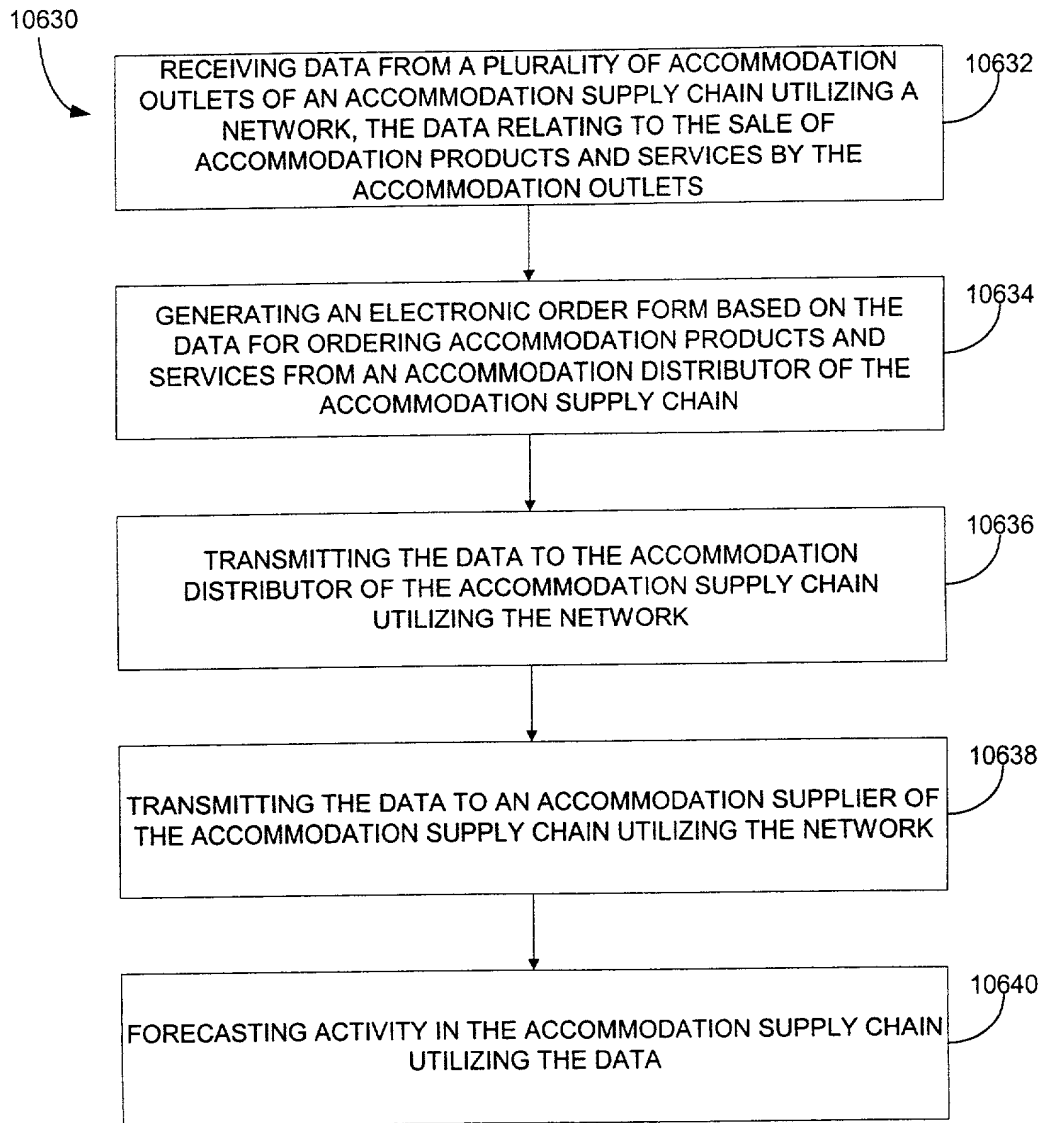 10630
RECEIVING DATA FROM A PLURALITY OF ACCOMMODATION
OUTLETS OF AN ACCOMMODATION SUPPLY CHAIN UTILIZING A
NETWORK, THE DATA RELATING TO THE SALE OF
ACCOMMODATION PRODUCTS AND SERVICES BY THE
ACCOMMODATION OUTLETS
10632
GENERATING AN ELECTRONIC ORDER FORM BASED ON THE
DATA FOR ORDERING ACCOMMODATION PRODUCTS AND
SERVICES FROM AN ACCOMMODATION DISTRIBUTOR OF THE
ACCOMMODATION SUPPLY CHAIN
10634
TRANSMITTING THE DATA TO THE ACCOMMODATION
DISTRIBUTOR OF THE ACCOMMODATION SUPPLY CHAIN
UTILIZING THE NETWORK
10636
TRANSMITTING THE DATA TO AN ACCOMMODATION SUPPLIER OF
THE ACCOMMODATION SUPPLY CHAIN UTILIZING THE NETWORK
10638
FORECASTING ACTIVITY IN THE ACCOMMODATION SUPPLY CHAIN
UTILIZING THE DATA
10640